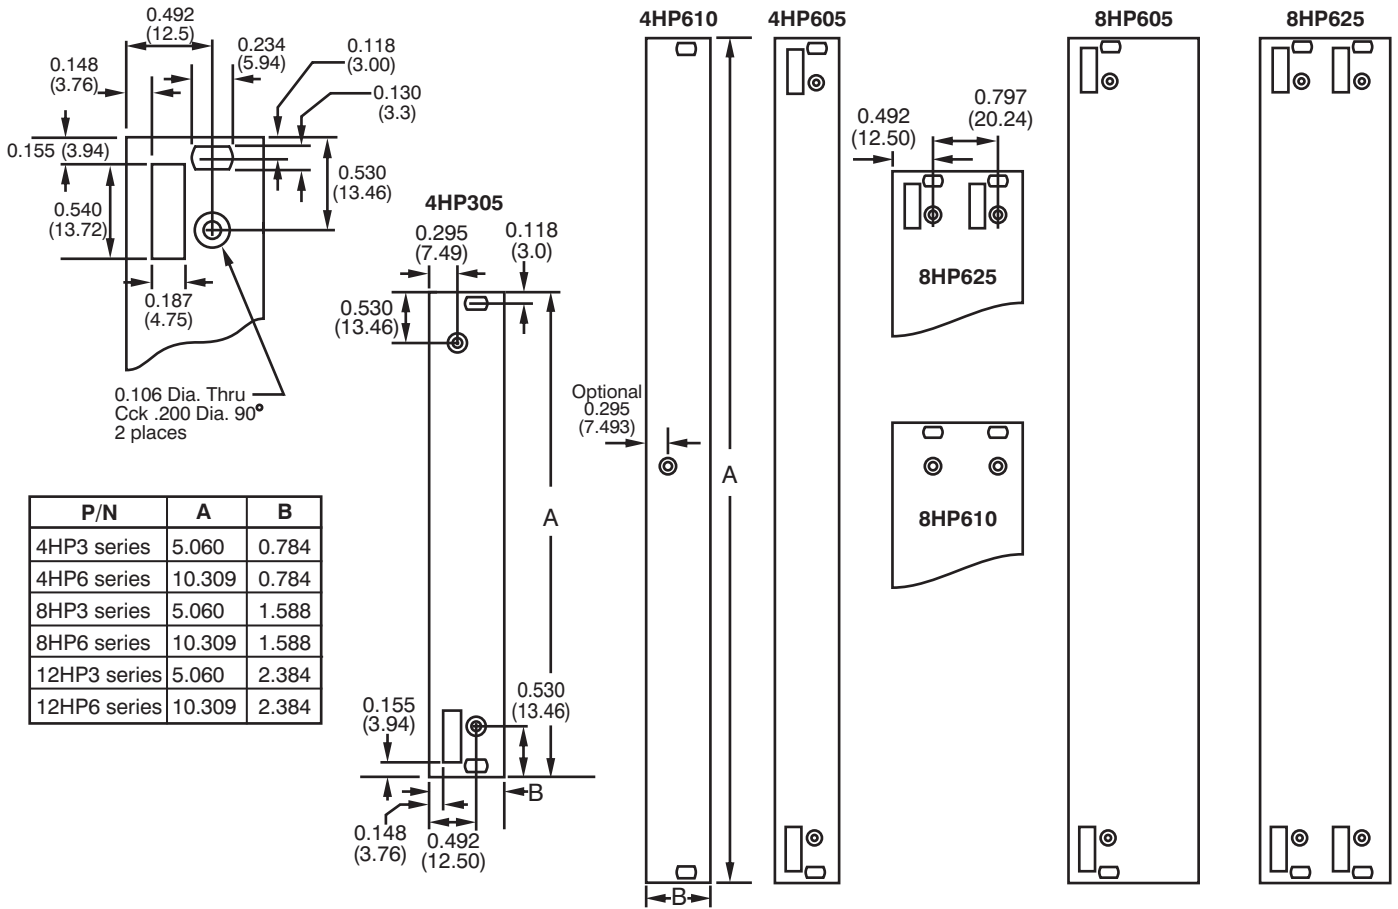 0.492
(12.5)
0.234
(5.94)
0.118
(3.00)
0.148
(3.76)
0.130
(3.3)
0.155 (3.94)
0.530
(13.46)
0.540
(13.72)
0.187
(4.75)
0.106 Dia. Thru
Cck .200 Dia. 90°
2 places
P/N A B
4HP3 series 5.060 0.784
4HP6 series 10.309 0.784
8HP3 series 5.060 1.588
8HP6 series 10.309 1.588
12HP3 series 5.060 2.384
12HP6 series 10.309 2.384
4HP305
0.295
(7.49)
0.118
(3.0)
0.530
(13.46)
A
0.155
(3.94)
0.530
(13.46)
B
0.148
(3.76)
0.492
(12.50)
4HP610
Optional
0.295
(7.493)
A
B
4HP605
0.492
(12.50)
0.797
(20.24)
8HP625
8HP610
8HP605
8HP625